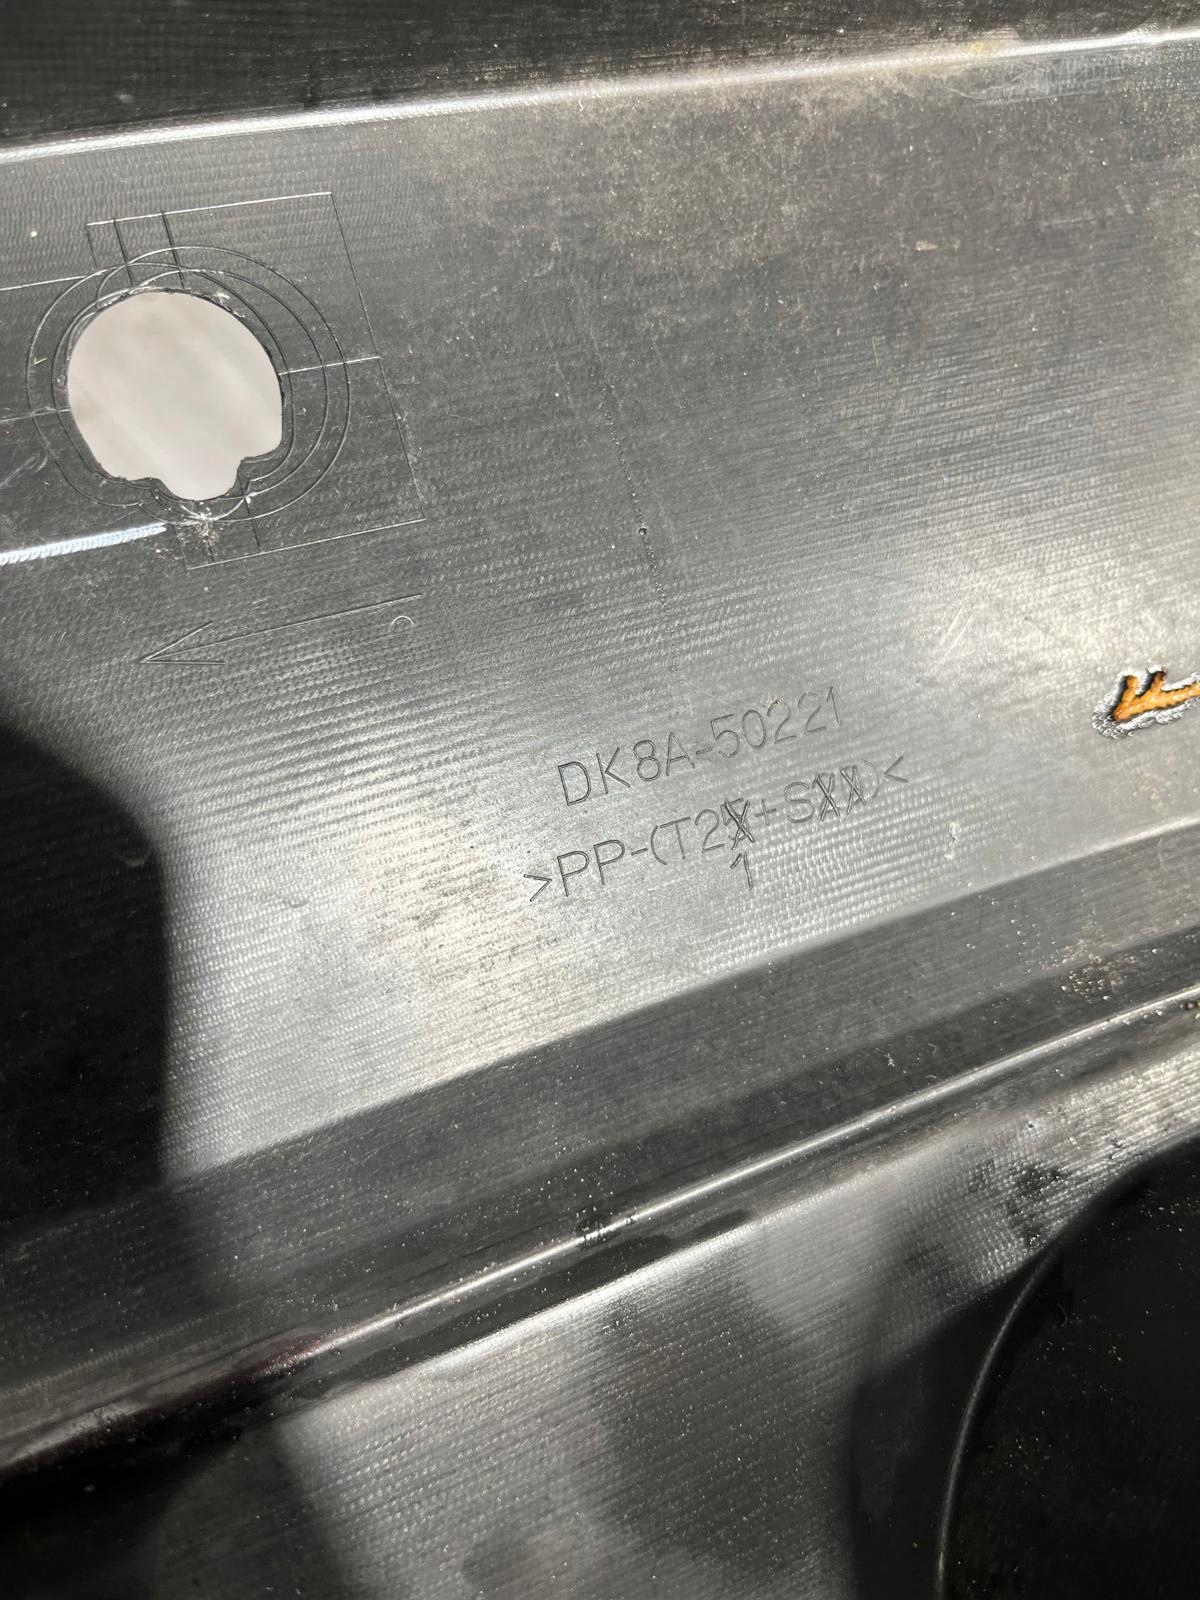 DK8A-50221
>PP-(T2X+SXX)<
1